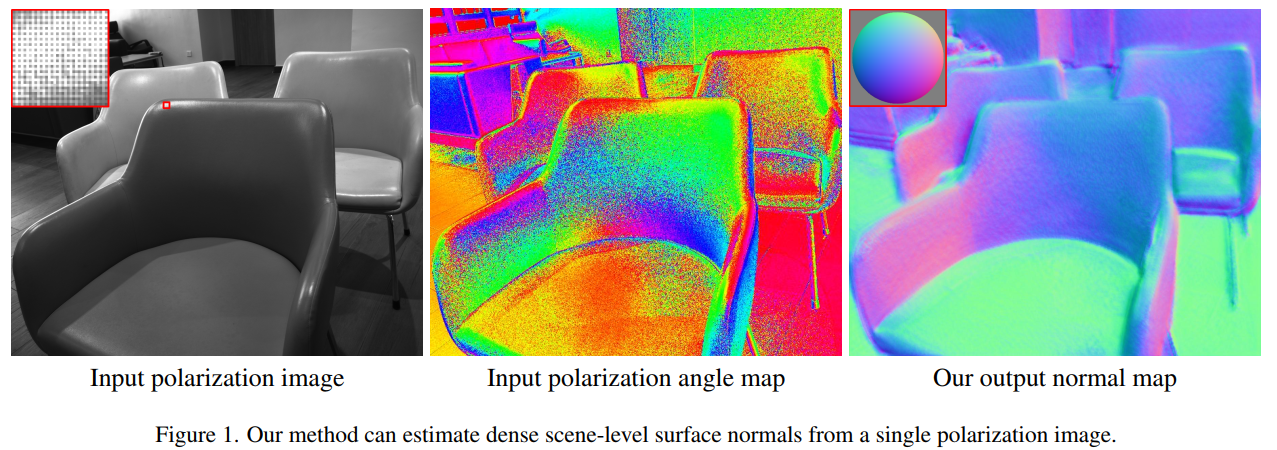 Input polarization image
Input polarization angle map
Our output normal map
Figure 1. Our method can estimate dense scene-level surface normals from a single polarization image.